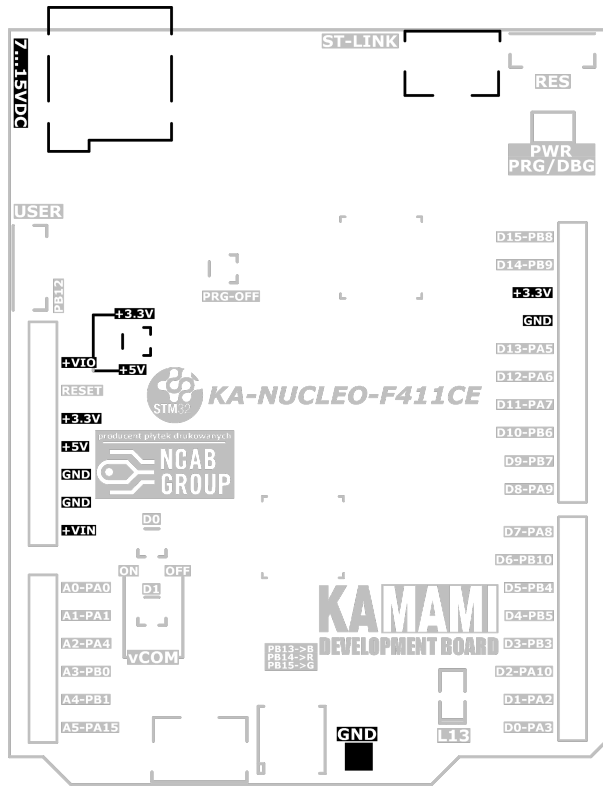 7...15VDC
ST-LINK
RES
PWR
PRG/DBG
USER
PB12
PRG-OFF
+3.3V
+5V
+VIO
RESET
+3.3V
+5V
GND
GND
+VIN
STM32
KA-NUCLEO-F411CE
producent płytek drukowanych
NCAB
GROUP
D15-PB8
D14-PB9
+3.3V
GND
D13-PA5
D12-PA6
D11-PA7
D10-PB6
D9-PB7
D8-PA9
D0
ON
OFF
D1
vCOM
A0-PA0
A1-PA1
A2-PA4
A3-PB0
A4-PB1
A5-PA15
PB13->B
PB14->R
PB15->G
KAMAMI
DEVELOPMENT BOARD
D7-PA8
D6-PB10
D5-PB4
D4-PB5
D3-PB3
D2-PA10
D1-PA2
D0-PA3
GND
L13